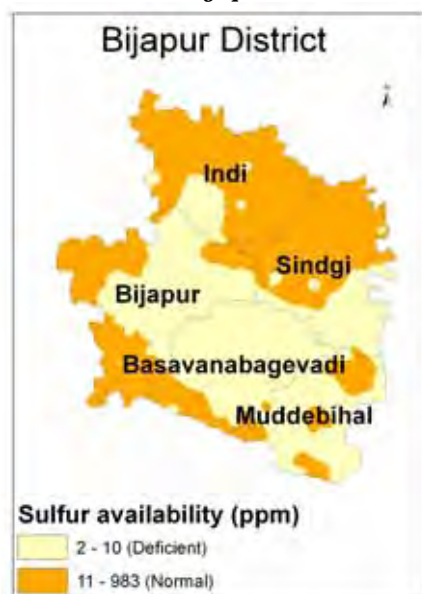 Bijapur District
Indi
Sindgi
Bijapur
Basavanabagevadi
Muddebihal
Sulfur availability (ppm)
2 - 10 (Deficient)
11 - 983 (Normal)